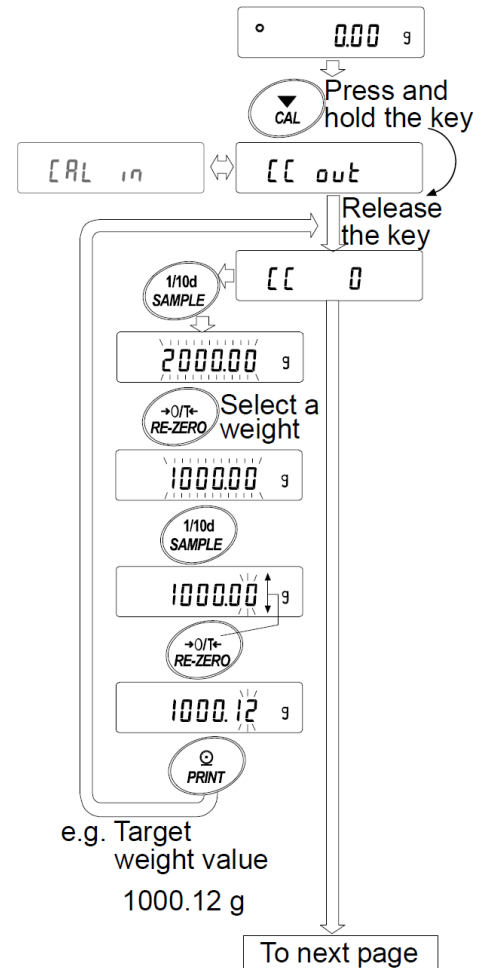 0.00 g
Press and
hold the key
CAL
CAL in
CC out
Release
the key
CC 0
1/10d
SAMPLE
2000.00 g
→0/T←
RE-ZERO
Select a
weight
1000.00 g
1/10d
SAMPLE
1000.00 g
→0/T←
RE-ZERO
1000.12 g
PRINT
e.g. Target
weight value
1000.12 g
To next page